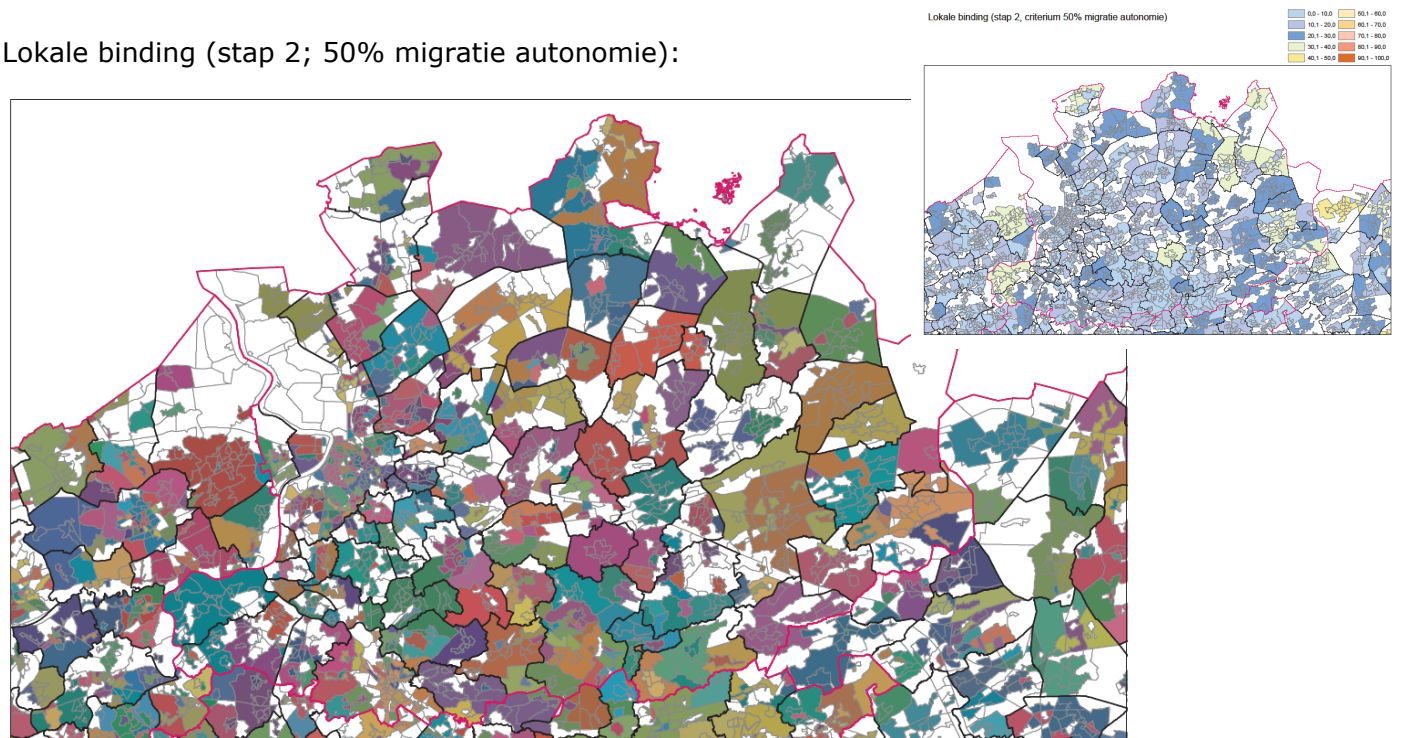 Lokale binding (stap 2, criterium 50% migratie autonomie)
0,0 - 10,0 50,1 - 60,0
10,1 - 20,0 60,1 - 70,0
20,1 - 30,0 70,1 - 80,0
30,1 - 40,0 80,1 - 90,0
40,1 - 50,0 90,1 - 100,0
Lokale binding (stap 2; 50% migratie autonomie):